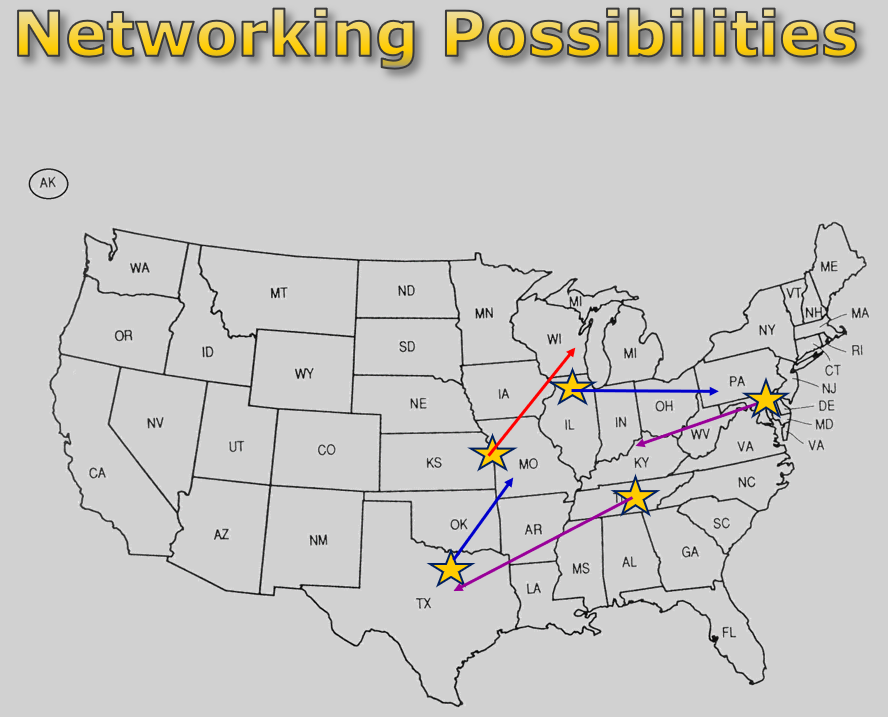 Networking Possibilities
AK
WA
MT
ND
MN
MI
ME
VT
NH
MA
OR
ID
SD
WI
MI
NY
RI
WY
CT
PA
NJ
NV
NE
IA
OH
DE
UT
CO
IL
IN
MD
CA
KS
MO
WV
VA
VA
KY
NC
AZ
NM
OK
AR
SC
MS
AL
GA
TX
LA
FL